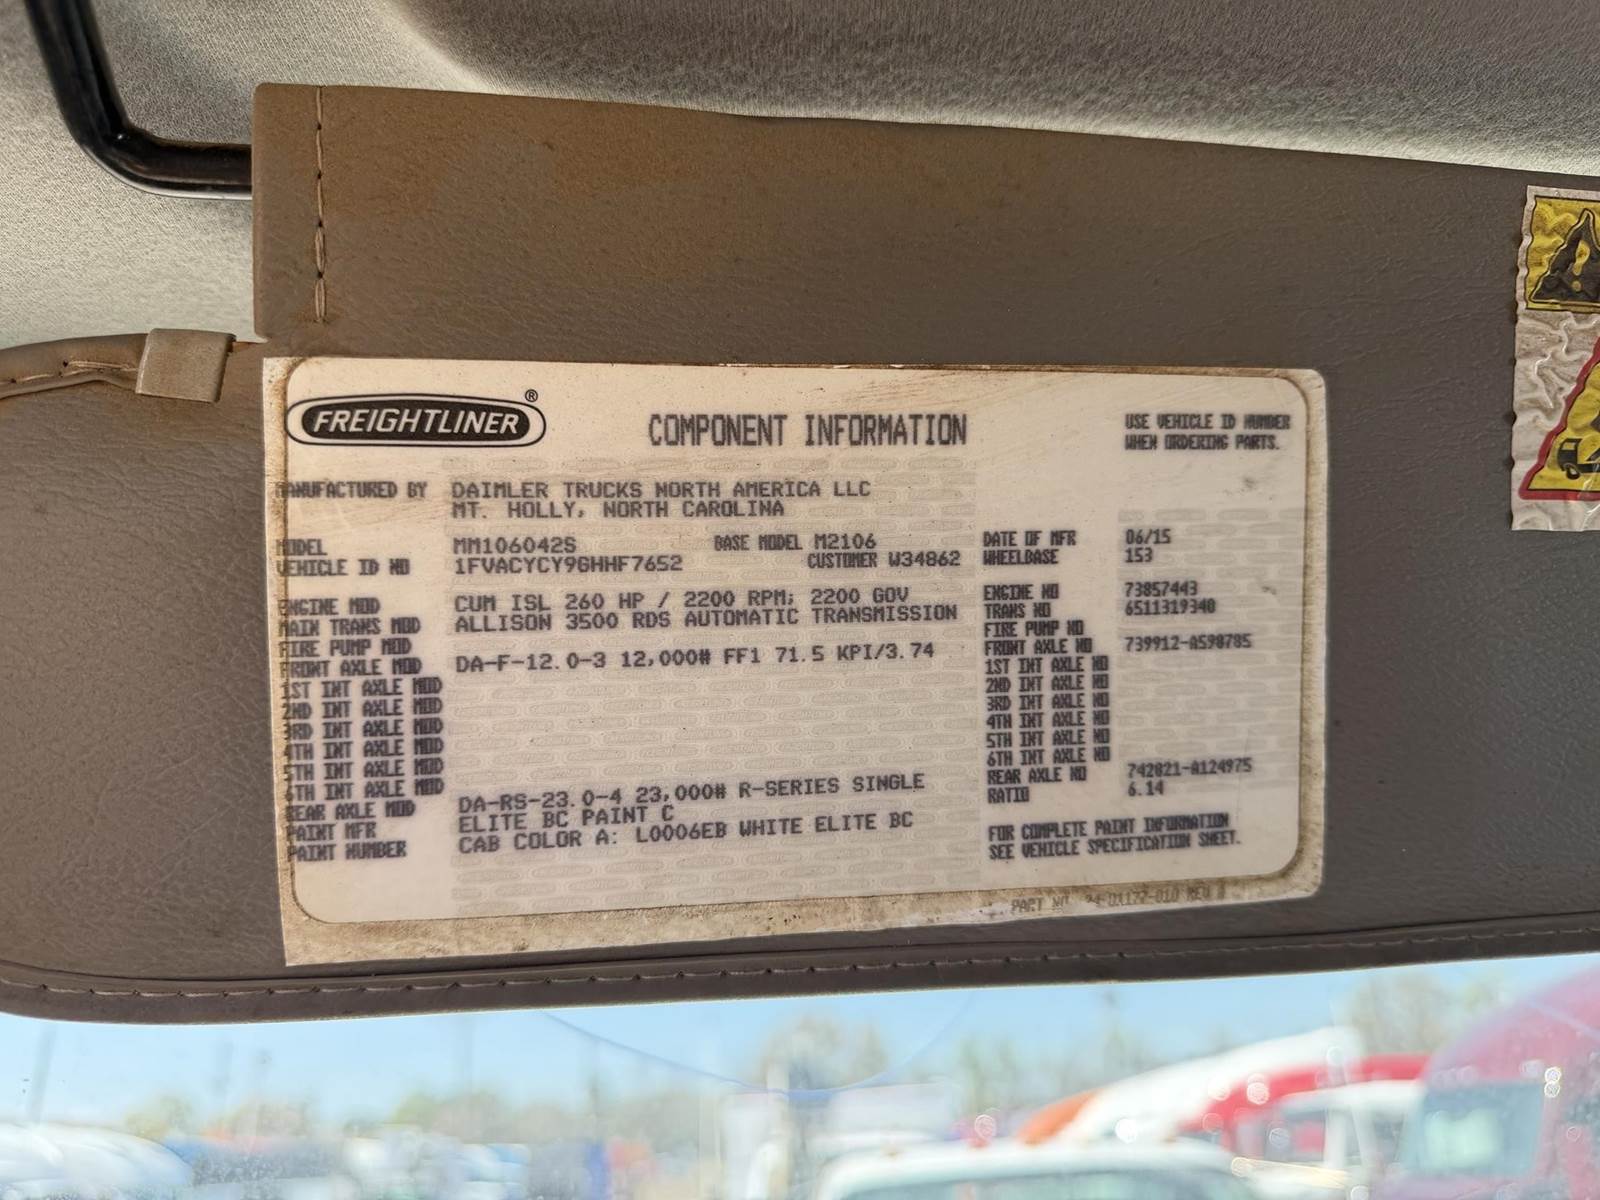 FREIGHTLINER ®
COMPONENT INFORMATION
USE VEHICLE ID NUMBER
WHEN ORDERING PARTS.
MANUFACTURED BY DAIMLER TRUCKS NORTH AMERICA LLC
MT. HOLLY, NORTH CAROLINA
MODEL MM106042S BASE MODEL M2106 DATE OF MFR 06/15
VEHICLE ID NO 1FVACYCY9GHHF7652 CUSTOMER W34862 WHEELBASE 153
ENGINE MOD CUM ISL 260 HP / 2200 RPM; 2200 GOV ENGINE NO 73857443
MAIN TRANS MOD ALLISON 3500 RDS AUTOMATIC TRANSMISSION TRANS NO 6511319340
FIRE PUMP MOD FIRE PUMP NO
FRONT AXLE MOD DA-F-12.0-3 12,000# FF1 71.5 KPI/3.74 FRONT AXLE NO 739912-A598785
1ST INT AXLE MOD 1ST INT AXLE NO
2ND INT AXLE MOD 2ND INT AXLE NO
3RD INT AXLE MOD 3RD INT AXLE NO
4TH INT AXLE MOD 4TH INT AXLE NO
5TH INT AXLE MOD 5TH INT AXLE NO
6TH INT AXLE MOD 6TH INT AXLE NO
REAR AXLE MOD DA-RS-23.0-4 23,000# R-SERIES SINGLE REAR AXLE NO 742821-A124975
PAINT MFR ELITE BC PAINT C RATIO 6.14
PAINT NUMBER CAB COLOR A: L0006EB WHITE ELITE BC
FOR COMPLETE PAINT INFORMATION
SEE VEHICLE SPECIFICATION SHEET.
PART NO. 24-01177-010 REV